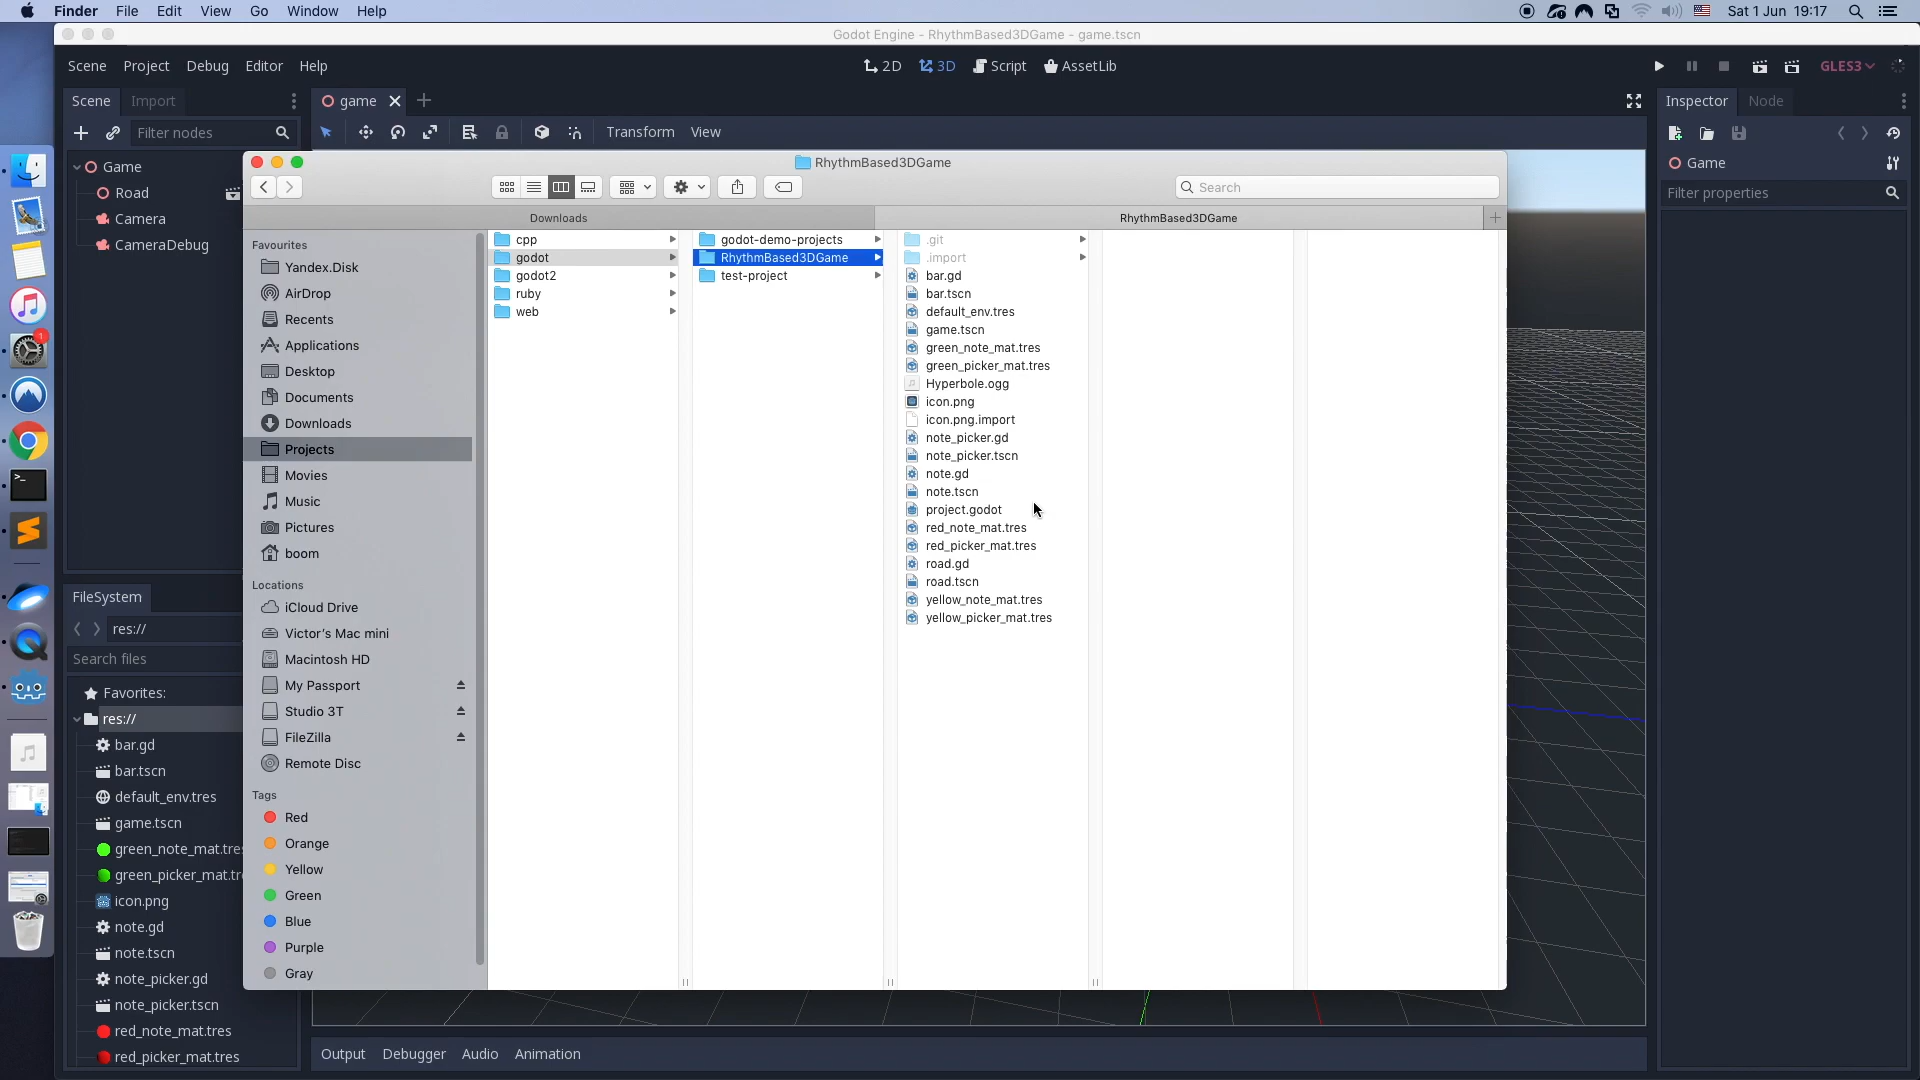 Finder File Edit View Go Window Help Sat 1 Jun 19:17
Godot Engine - RhythmBased3DGame - game.tscn
Scene Project Debug Editor Help 2D 3D Script AssetLib GLES3
Scene Import game Inspector Node
Filter nodes Transform View
Game
Road
Camera
CameraDebug
Game
Filter properties
RhythmBased3DGame
Search
Downloads RhythmBased3DGame
Favourites
Yandex.Disk
AirDrop
Recents
Applications
Desktop
Documents
Downloads
Projects
Movies
Music
Pictures
boom
Locations
iCloud Drive
Victor's Mac mini
Macintosh HD
My Passport
Studio 3T
FileZilla
Remote Disc
Tags
Red
Orange
Yellow
Green
Blue
Purple
Gray
cpp
godot
godot2
ruby
web
godot-demo-projects
RhythmBased3DGame
test-project
.git
.import
bar.gd
bar.tscn
default_env.tres
game.tscn
green_note_mat.tres
green_picker_mat.tres
Hyperbole.ogg
icon.png
icon.png.import
note_picker.gd
note_picker.tscn
note.gd
note.tscn
project.godot
red_note_mat.tres
red_picker_mat.tres
road.gd
road.tscn
yellow_note_mat.tres
yellow_picker_mat.tres
FileSystem
res://
Search files
Favorites:
res://
bar.gd
bar.tscn
default_env.tres
game.tscn
green_note_mat.tres
green_picker_mat.tr
icon.png
note.gd
note.tscn
note_picker.gd
note_picker.tscn
red_note_mat.tres
red_picker_mat.tres
Output Debugger Audio Animation